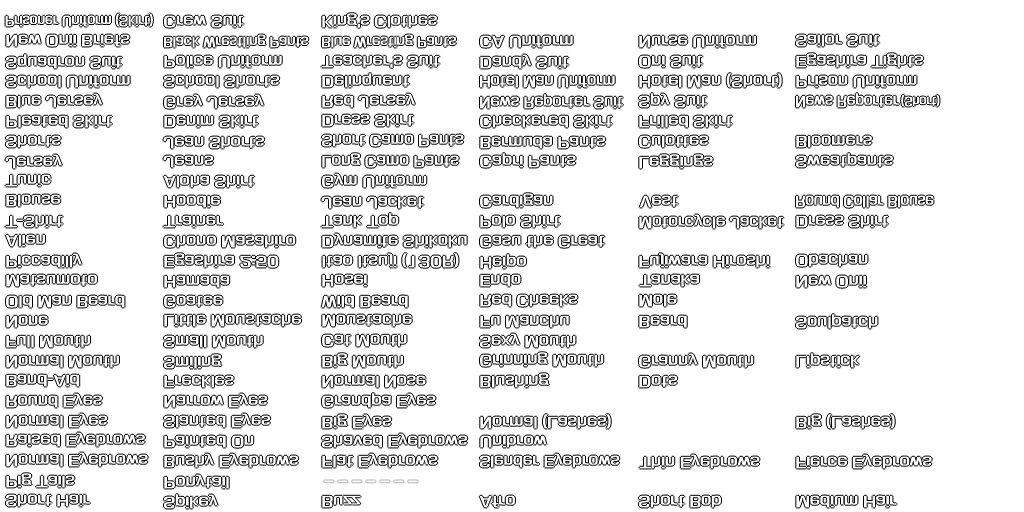 Short Hair Spikey Buzz Afro Short Bob Medium Hair
Pig Tails Ponytail -------
Normal Eyebrows Bushy Eyebrows Flat Eyebrows Slender Eyebrows Thin Eyebrows Fierce Eyebrows
Raised Eyebrows Painted On Shaved Eyebrows Unibrow
Normal Eyes Slanted Eyes Big Eyes Normal (Lashes) Big (Lashes)
Round Eyes Narrow Eyes Grandpa Eyes
Band-Aid Freckles Normal Nose Blushing Dots
Normal Mouth Smiling Big Mouth Grinning Mouth Granny Mouth Lipstick
Full Mouth Small Mouth Cat Mouth Sexy Mouth
None Little Moustache Moustache Fu Manchu Beard Soulpatch
Old Man Beard Goatee Wild Beard Red Cheeks Mole
Matsumoto Hamada Hosei Endo Tanaka New Onii
Piccadilly Egashira 2:50 Itao Itsuji (130R) Heipo Fujiwara Hiroshi Obachan
Alien Chono Masahiro Dynamite Shikoku Gasu the Great
T-Shirt Trainer Tank Top Polo Shirt Motorcycle Jacket Dress Shirt
Blouse Hoodie Jean Jacket Cardigan Vest Round Collar Blouse
Tunic Aloha Shirt Gym Uniform
Jersey Jeans Long Camo Pants Capri Pants Leggings Sweatpants
Shorts Jean Shorts Short Camo Pants Bermuda Pants Culottes Bloomers
Pleated Skirt Denim Skirt Dress Skirt Checkered Skirt Frilled Skirt
Blue Jersey Grey Jersey Red Jersey News Reporter Suit Spy Suit News Reporter (Short)
School Uniform School Shorts Delinquent Hotel Man Uniform Hotel Man (Short) Prison Uniform
Squadron Suit Police Uniform Teacher's Suit Dandy Suit Oni Suit Egashira Tights
New Onii Briefs Black Wrestling Pants Blue Wresting Pants CA Uniform Nurse Uniform Sailor Suit
Prisoner Uniform (Skirt) Crew Suit King's Clothes